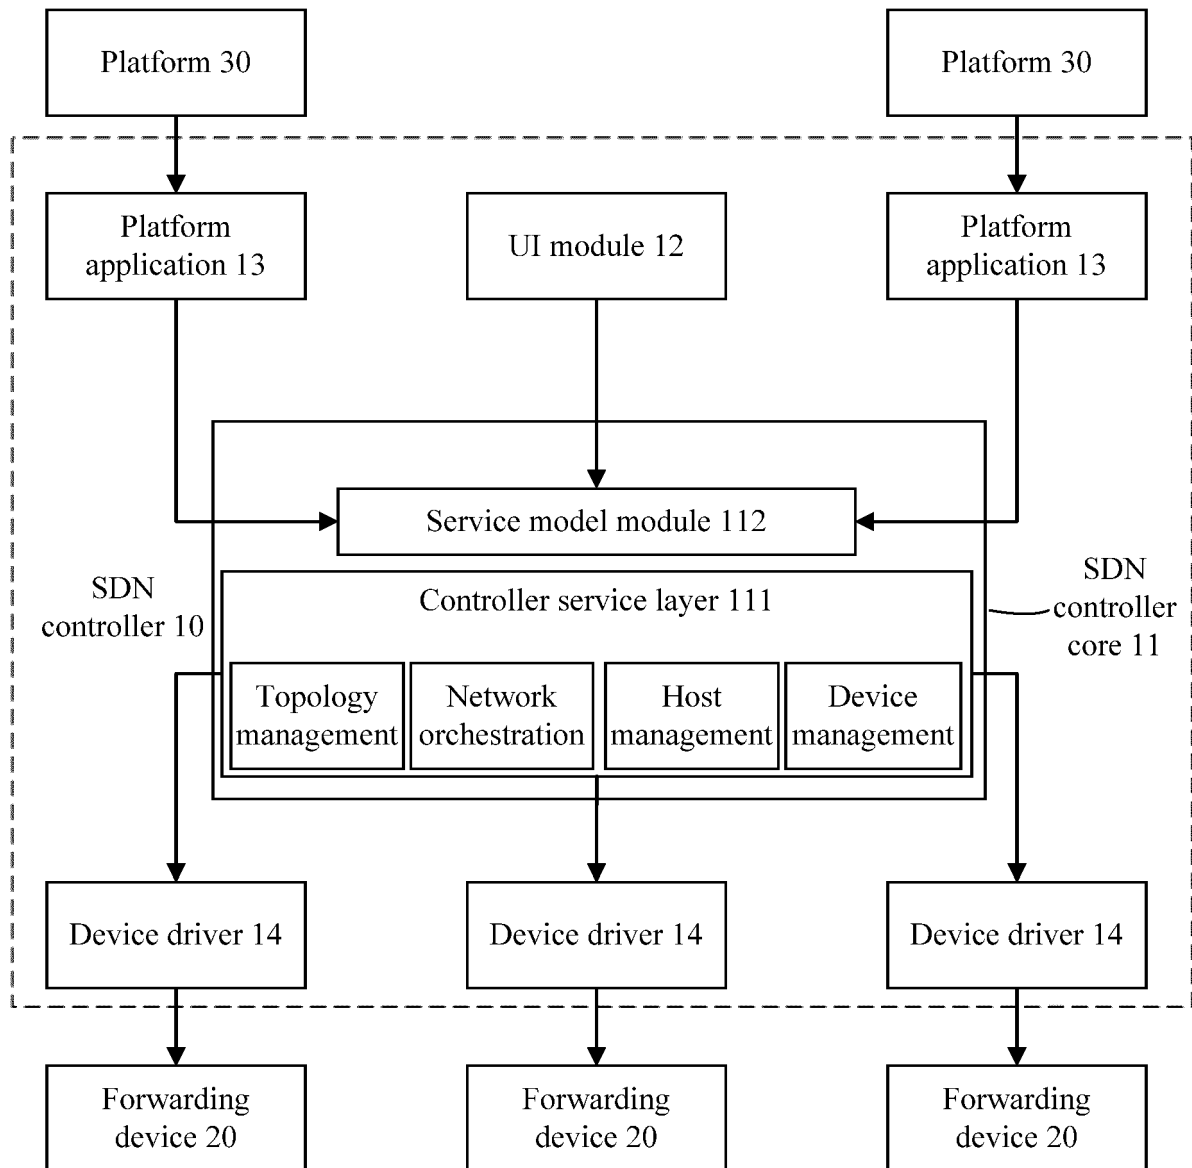 Platform 30
Platform 30
Platform
application 13
UI module 12
Platform
application 13
Service model module 112
SDN
controller 10
Controller service layer 111
SDN
controller
core 11
Topology
management
Network
orchestration
Host
management
Device
management
Device driver 14
Device driver 14
Device driver 14
Forwarding
device 20
Forwarding
device 20
Forwarding
device 20